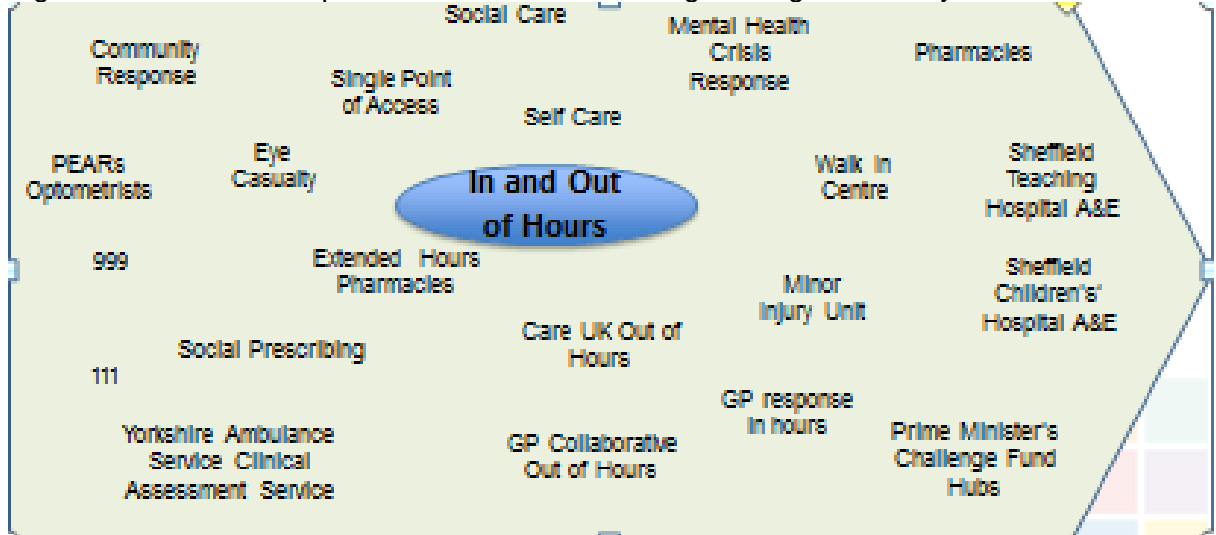 Social Care
Mental Health
Crisis
Response
Pharmacies
Community
Response
Single Point
of Access
Self Care
PEARs
Optometrists
Eye
Casualty
In and Out
of Hours
Walk in
Centre
Sheffield
Teaching
Hospital A&E
999
Extended Hours
Pharmacies
Minor
Injury Unit
Sheffield
Children's'
Hospital A&E
Social Prescribing
Care UK Out of
Hours
111
GP response
in hours
Yorkshire Ambulance
Service Clinical
Assessment Service
GP Collaborative
Out of Hours
Prime Minister's
Challenge Fund
Hubs